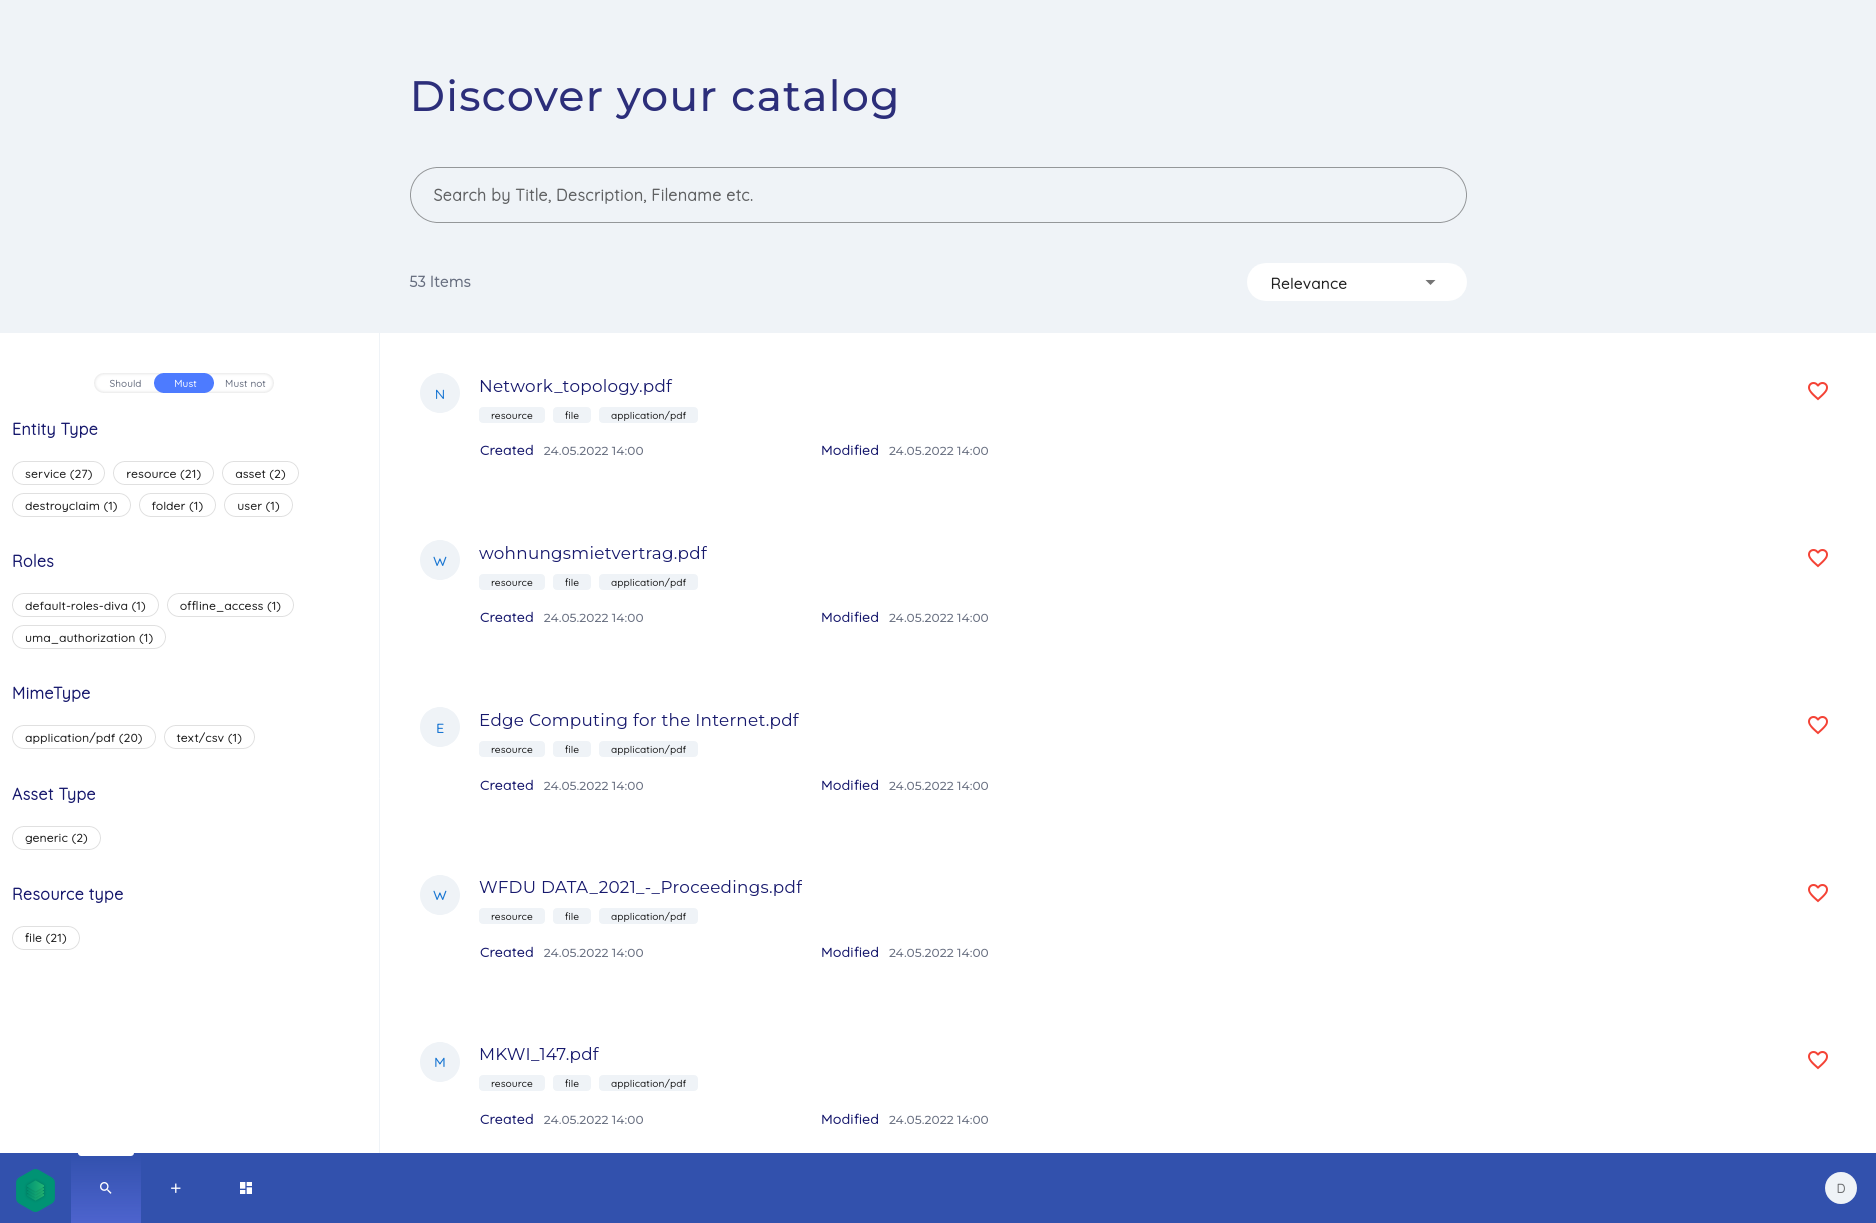 Discover your catalog
Search by Title, Description, Filename etc.
53 Items
Relevance
Should Must Must not
Entity Type
service (27) resource (21) asset (2)
destroyclaim (1) folder (1) user (1)
Roles
default-roles-diva (1) offline_access (1)
uma_authorization (1)
MimeType
application/pdf (20) text/csv (1)
Asset Type
generic (2)
Resource type
file (21)
N
Network_topology.pdf
resource file application/pdf
Created 24.05.2022 14:00 Modified 24.05.2022 14:00
W
wohnungsmietvertrag.pdf
resource file application/pdf
Created 24.05.2022 14:00 Modified 24.05.2022 14:00
E
Edge Computing for the Internet.pdf
resource file application/pdf
Created 24.05.2022 14:00 Modified 24.05.2022 14:00
W
WFDU DATA_2021_-_Proceedings.pdf
resource file application/pdf
Created 24.05.2022 14:00 Modified 24.05.2022 14:00
M
MKWI_147.pdf
resource file application/pdf
Created 24.05.2022 14:00 Modified 24.05.2022 14:00
D